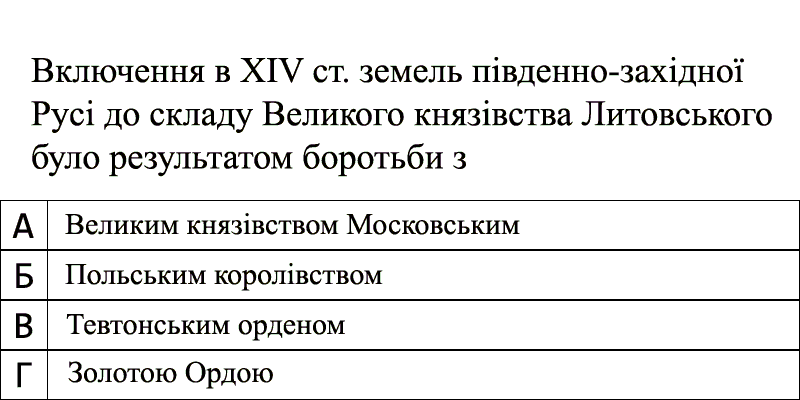 Включення в XIV ст. земель південно-західної
Русі до складу Великого князівства Литовського
було результатом боротьби з
А Великим князівством Московським
Б Польським королівством
В Тевтонським орденом
Г Золотою Ордою